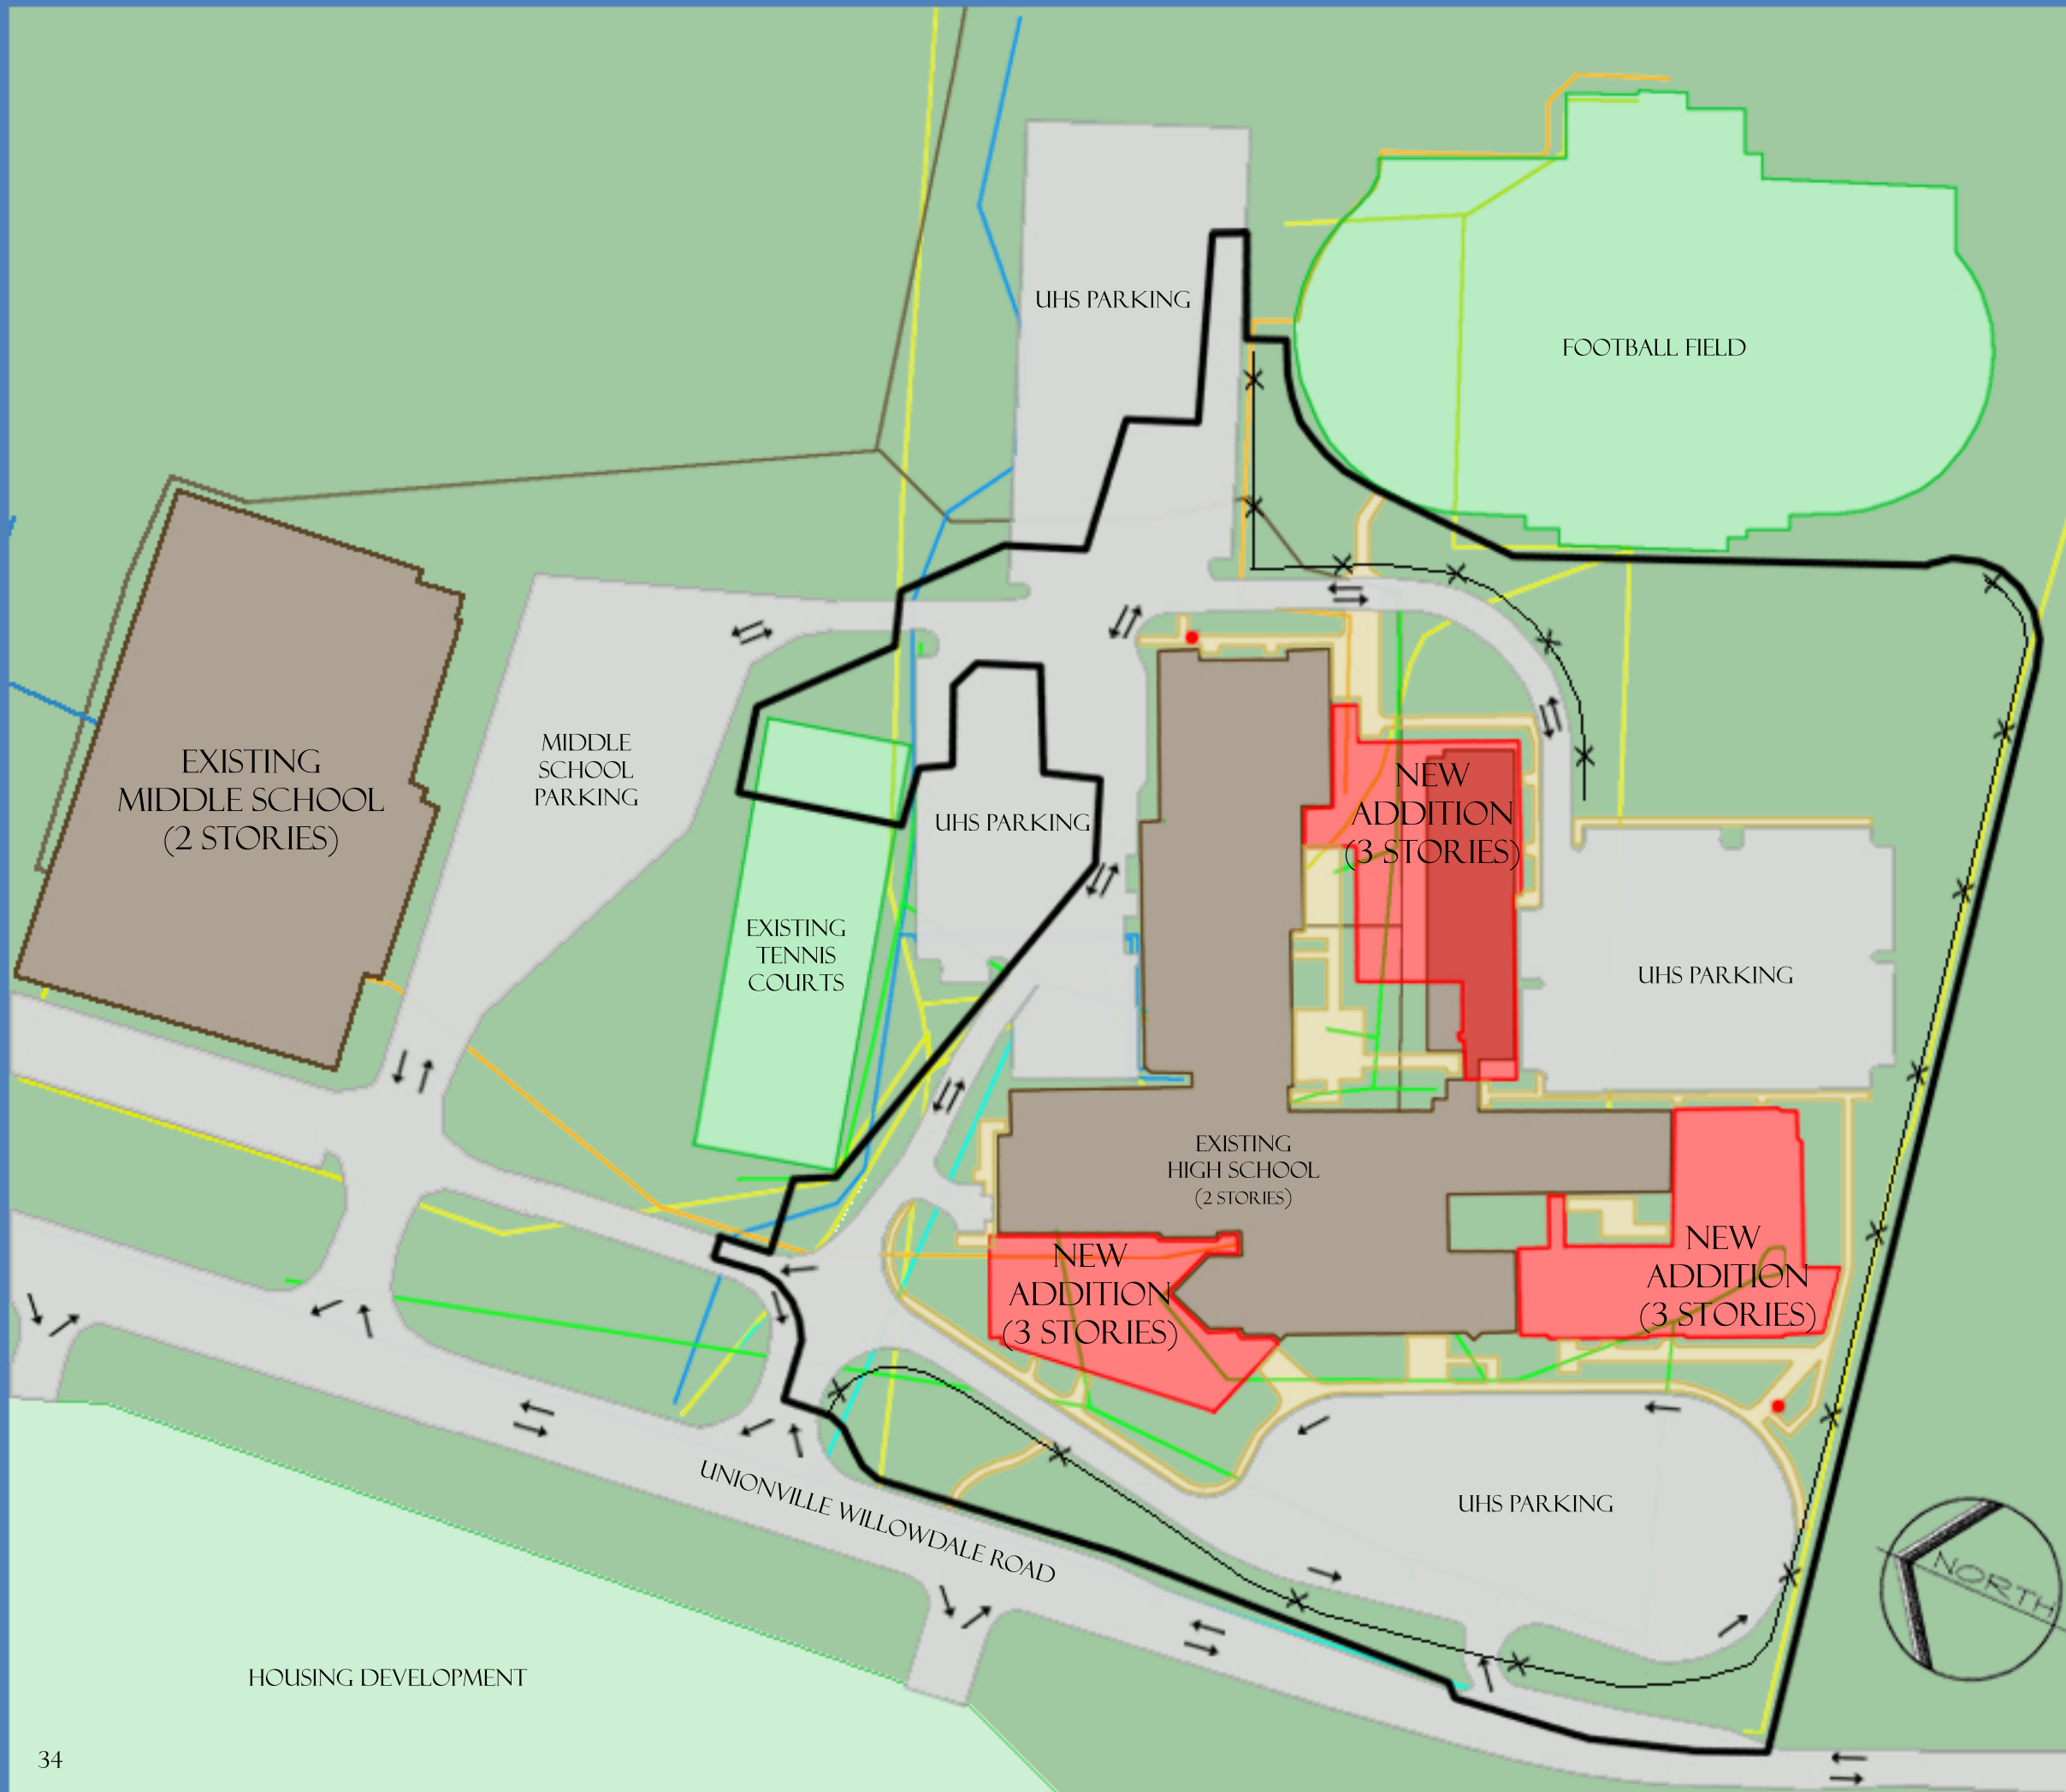 UHS PARKING
FOOTBALL FIELD
EXISTING
MIDDLE SCHOOL
(2 STORIES)
MIDDLE
SCHOOL
PARKING
UHS PARKING
NEW
ADDITION
(3 STORIES)
EXISTING
TENNIS
COURTS
UHS PARKING
EXISTING
HIGH SCHOOL
(2 STORIES)
NEW
ADDITION
(3 STORIES)
NEW
ADDITION
(3 STORIES)
UNIONVILLE WILLOWDALE ROAD
UHS PARKING
NORTH
HOUSING DEVELOPMENT
34